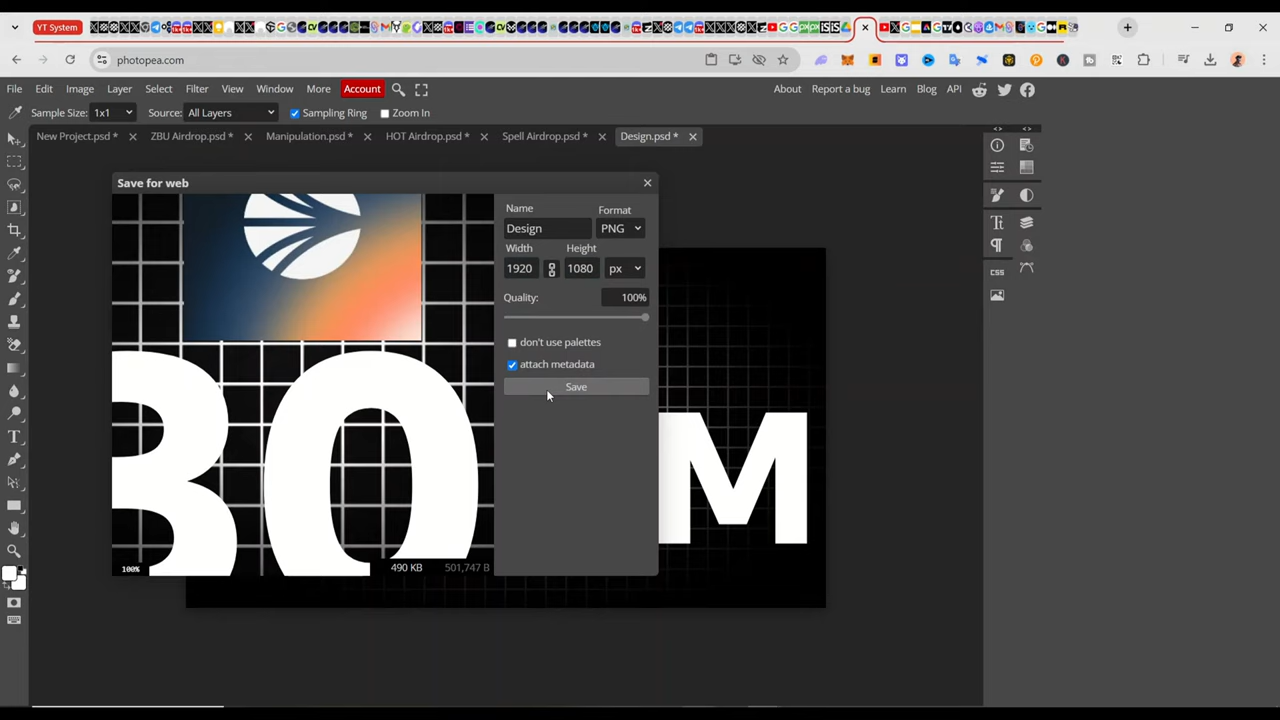 YT System
photopea.com
File Edit Image Layer Select Filter View Window More Account About Report a bug Learn Blog API
Sample Size: 1x1 Source: All Layers Sampling Ring Zoom In
New Project.psd * ZBU Airdrop.psd * Manipulation.psd * HOT Airdrop.psd * Spell Airdrop.psd * Design.psd *
Save for web
Name Format
Design PNG
Width Height
1920 1080 px
Quality: 100%
don't use palettes
attach metadata
Save
30 M
100% 490 KB 501,747 B
CSS